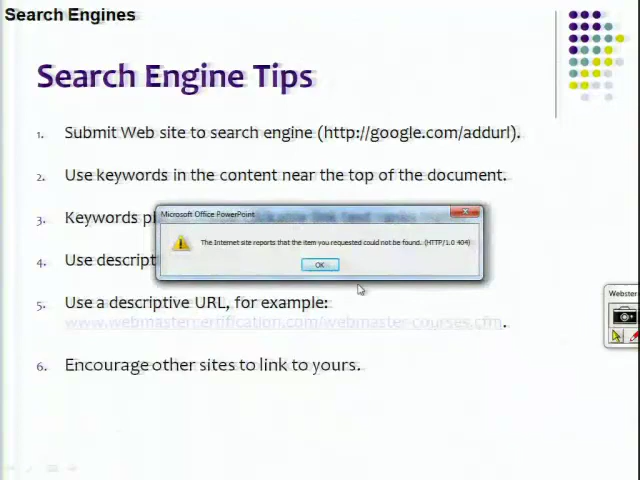 Search Engines
Search Engine Tips
1. Submit Web site to search engine (http://google.com/addurl).
2. Use keywords in the content near the top of the document.
3. Keywords
Microsoft Office PowerPoint
The Internet site reports that the item you requested could not be found. (HTTP/1.0 404)
OK
4. Use descript
5. Use a descriptive URL, for example:
www.webmastercertification.com/webmaster-courses.cfm.
6. Encourage other sites to link to yours.
Webster